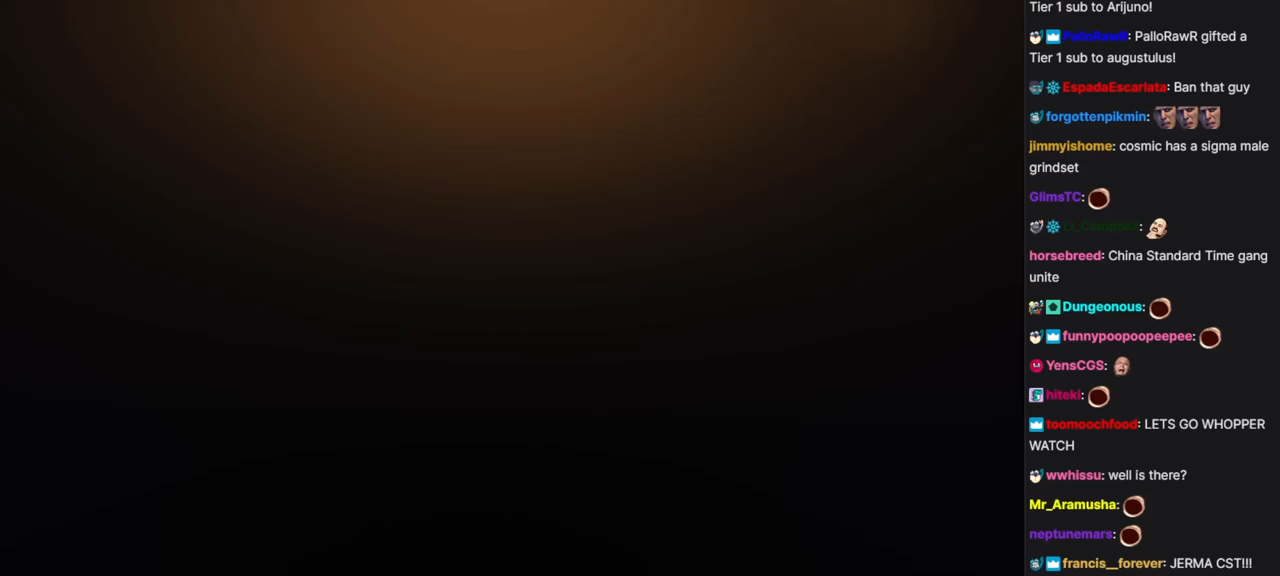 Tier 1 sub to Arijuno!
PalloRawR: PalloRawR gifted a
Tier 1 sub to augustulus!
EspadaEscarlata: Ban that guy
forgottenpikmin:
jimmyishome: cosmic has a sigma male
grindset
GlimsTC:
Lt_Campbell:
horsebreed: China Standard Time gang
unite
Dungeonous:
funnypoopoopeepee:
YensCGS:
hiteki:
toomoochfood: LETS GO WHOPPER
WATCH
wwhissu: well is there?
Mr_Aramusha:
neptunemars:
francis__forever: JERMA CST!!!